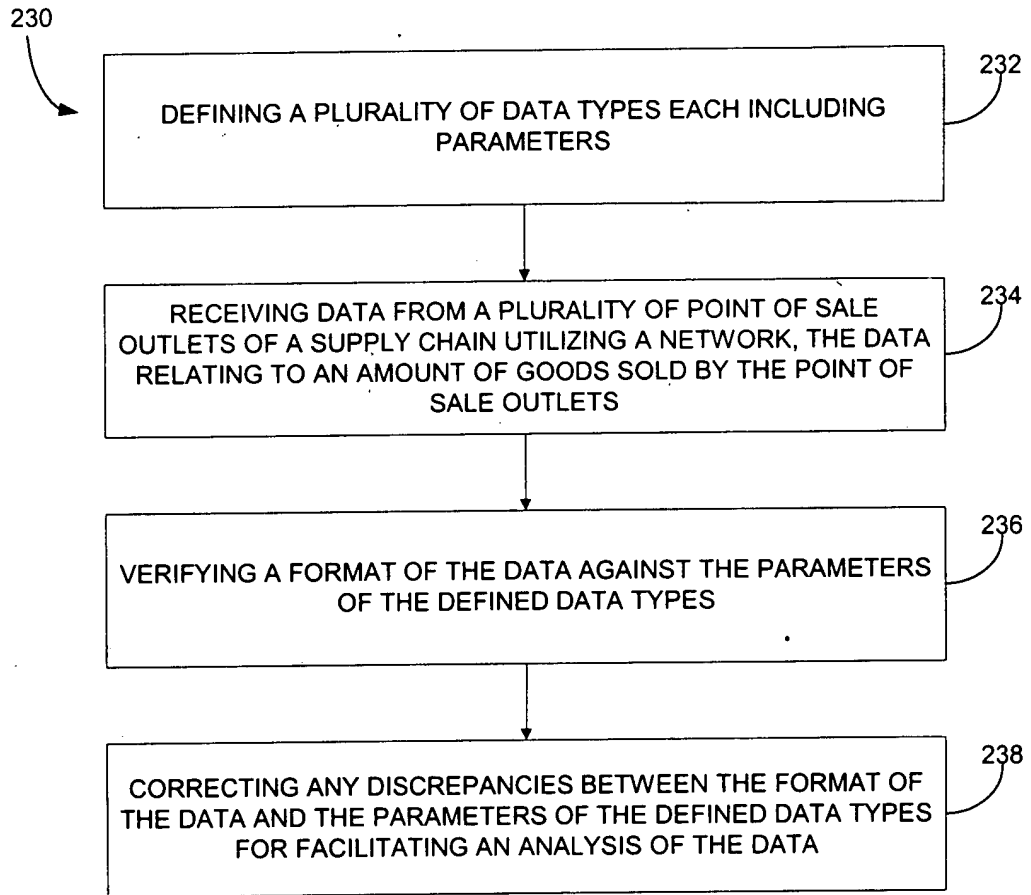 230
232
DEFINING A PLURALITY OF DATA TYPES EACH INCLUDING
PARAMETERS
234
RECEIVING DATA FROM A PLURALITY OF POINT OF SALE
OUTLETS OF A SUPPLY CHAIN UTILIZING A NETWORK, THE DATA
RELATING TO AN AMOUNT OF GOODS SOLD BY THE POINT OF
SALE OUTLETS
236
VERIFYING A FORMAT OF THE DATA AGAINST THE PARAMETERS
OF THE DEFINED DATA TYPES
238
CORRECTING ANY DISCREPANCIES BETWEEN THE FORMAT OF
THE DATA AND THE PARAMETERS OF THE DEFINED DATA TYPES
FOR FACILITATING AN ANALYSIS OF THE DATA